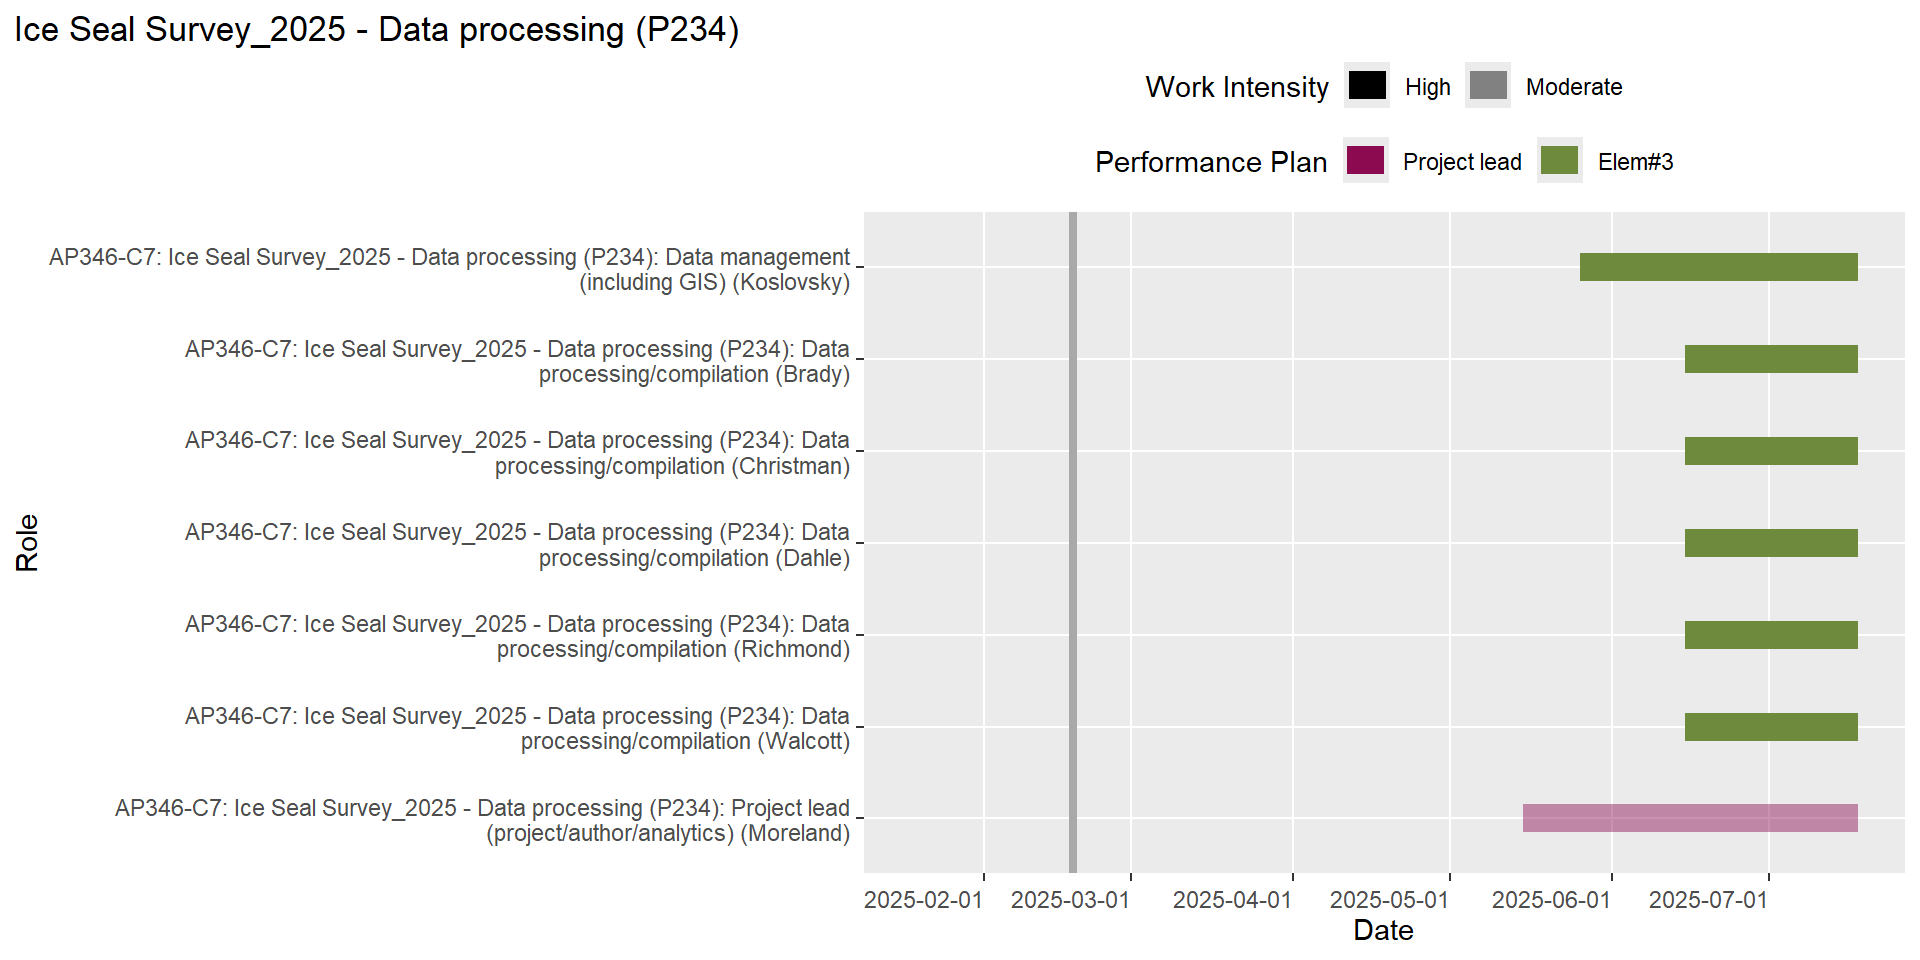 Ice Seal Survey_2025 - Data processing (P234)
Work Intensity High Moderate
Performance Plan Project lead Elem#3
AP346-C7: Ice Seal Survey_2025 - Data processing (P234): Data management
(including GIS) (Koslovsky)
AP346-C7: Ice Seal Survey_2025 - Data processing (P234): Data
processing/compilation (Brady)
AP346-C7: Ice Seal Survey_2025 - Data processing (P234): Data
processing/compilation (Christman)
AP346-C7: Ice Seal Survey_2025 - Data processing (P234): Data
processing/compilation (Dahle)
AP346-C7: Ice Seal Survey_2025 - Data processing (P234): Data
processing/compilation (Richmond)
AP346-C7: Ice Seal Survey_2025 - Data processing (P234): Data
processing/compilation (Walcott)
AP346-C7: Ice Seal Survey_2025 - Data processing (P234): Project lead
(project/author/analytics) (Moreland)
Role
2025-02-01 2025-03-01 2025-04-01 2025-05-01 2025-06-01 2025-07-01
Date